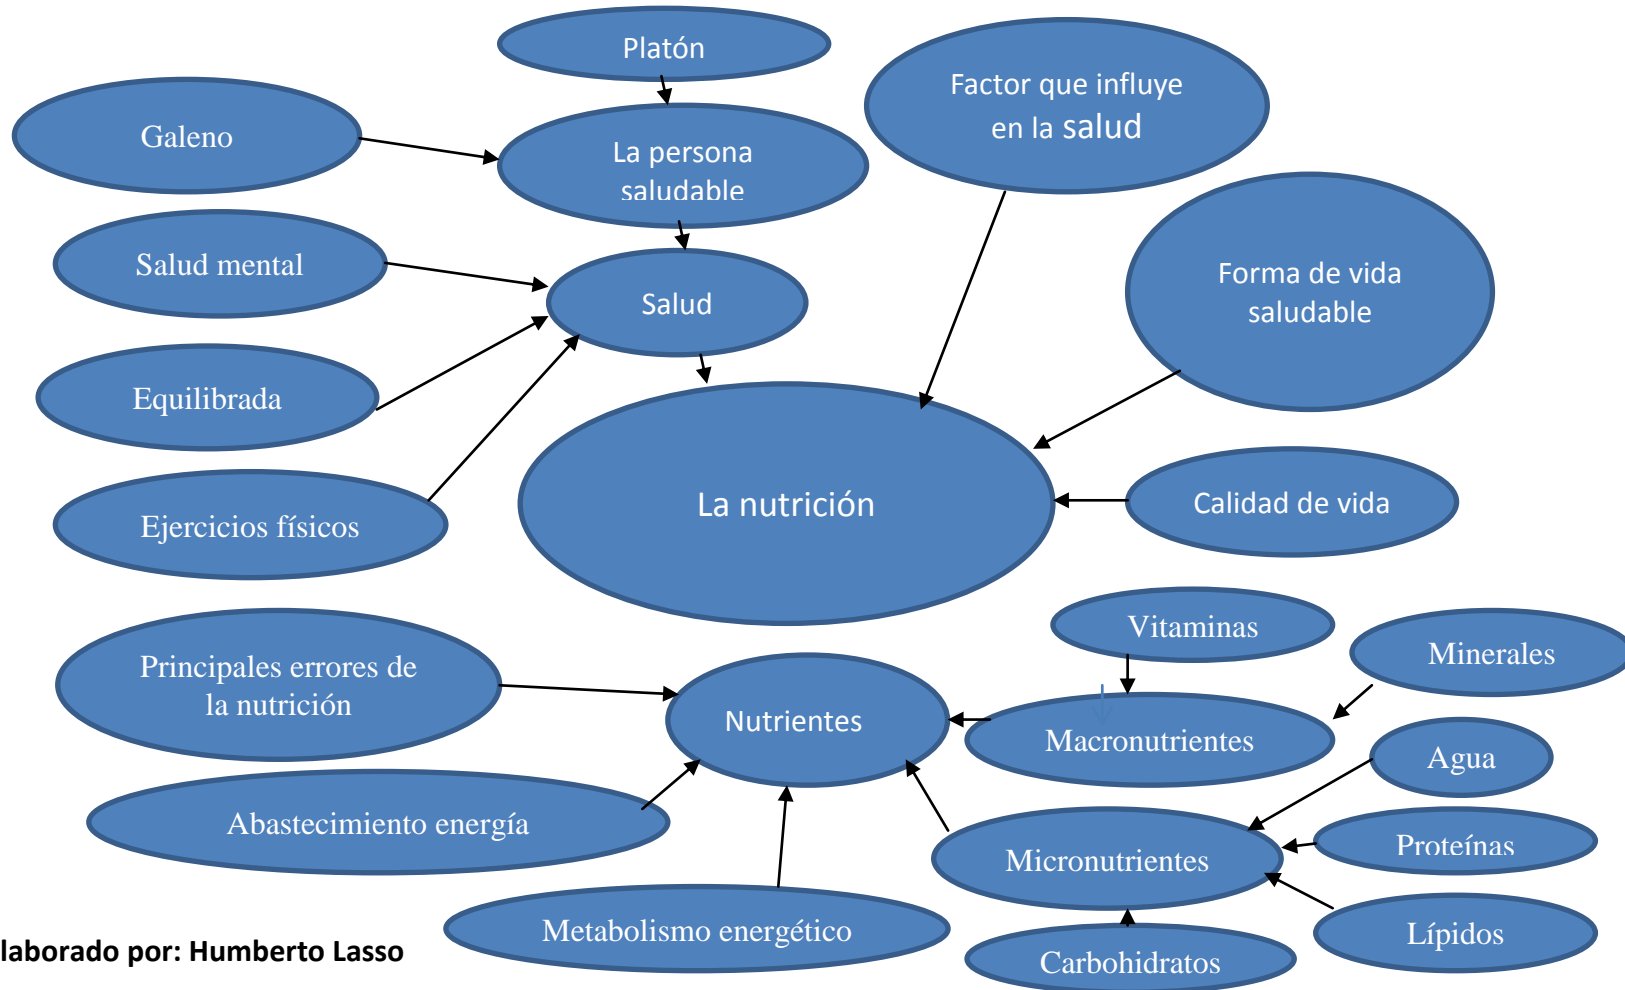 Platón
Factor que influye
en la salud
Galeno
La persona
saludable
Salud mental
Salud
Forma de vida
saludable
Equilibrada
La nutrición
Calidad de vida
Ejercicios físicos
Vitaminas
Minerales
Principales errores de
la nutrición
Nutrientes
Macronutrientes
Agua
Abastecimiento energía
Micronutrientes
Proteínas
Metabolismo energético
Lípidos
Carbohidratos
laborado por: Humberto Lasso